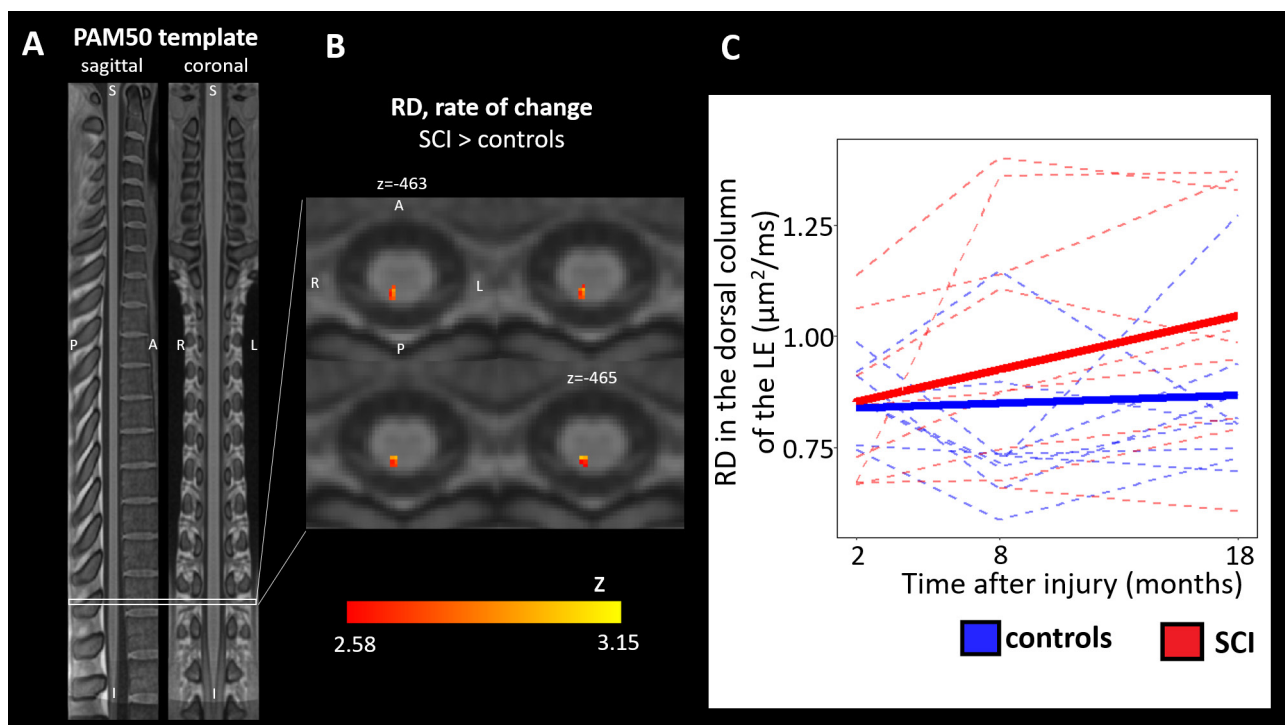 A
PAM50 template
sagittal coronal
S S
P A R L
I I
B
RD, rate of change
SCI > controls
z=-463
A
R L
P
z=-465
Z
2.58 3.15
C
RD in the dorsal column
of the LE (μm²/ms)
1.25
1.00
0.75
2 8 18
Time after injury (months)
controls SCI